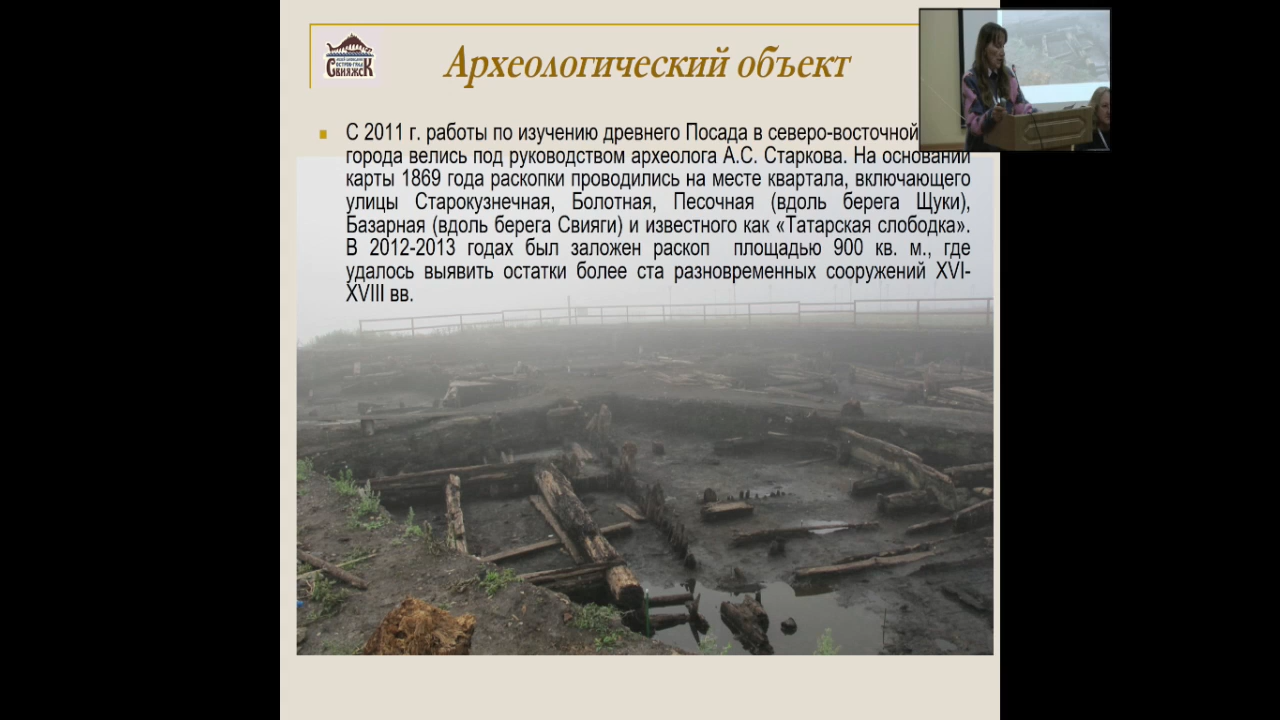 Археологический объект
ОСТРОВ-ГРАД
СВИЯЖСК
С 2011 г. работы по изучению древнего Посада в северо-восточной
города велись под руководством археолога А.С. Старкова. На основании
карты 1869 года раскопки проводились на месте квартала, включающего
улицы Старокузнечная, Болотная, Песочная (вдоль берега Щуки),
Базарная (вдоль берега Свияги) и известного как «Татарская слободка».
В 2012-2013 годах был заложен раскоп площадью 900 кв. м., где
удалось выявить остатки более ста разновременных сооружений XVI-
XVIII вв.